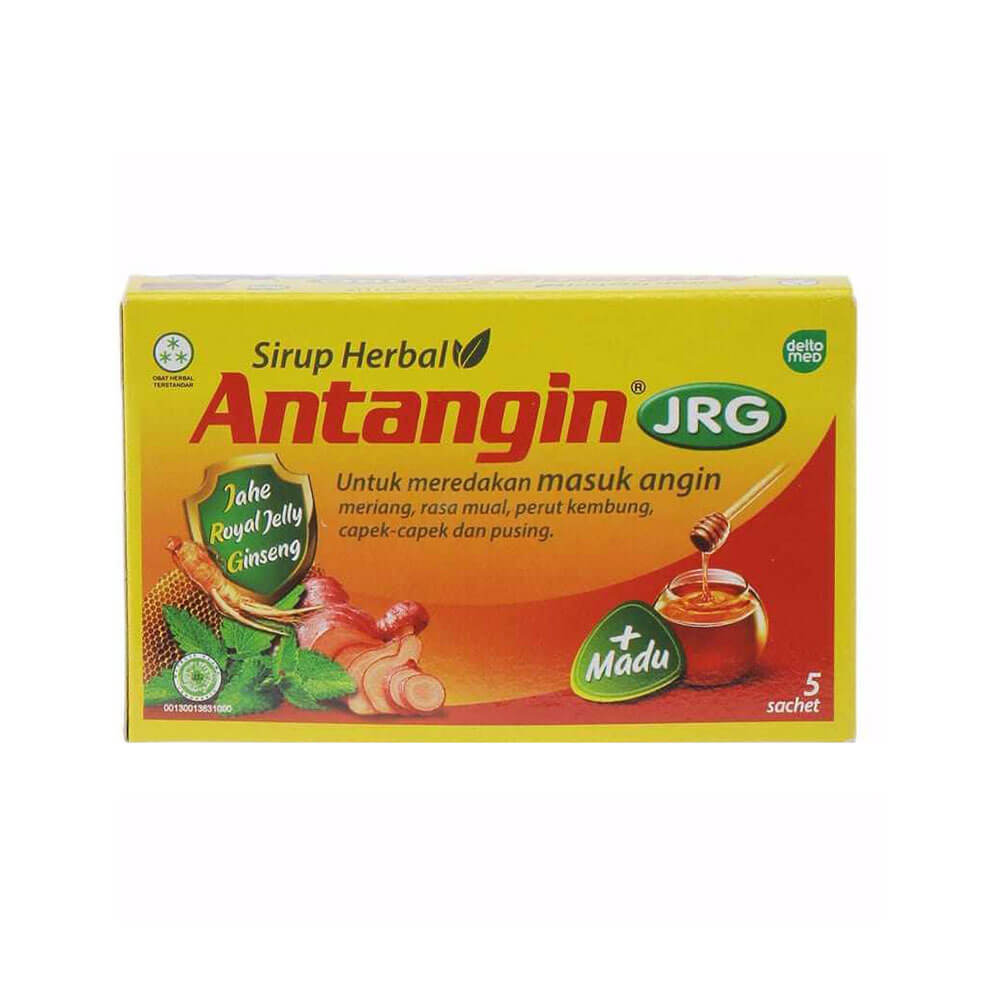 OBAT HERBAL
TERSTANDAR
Sirup Herbal
delto
med
Antangin® JRG
Jahe
Royal Jelly
Ginseng
Untuk meredakan masuk angin
meriang, rasa mual, perut kembung,
capek-capek dan pusing.
+
Madu
00130013631000
5
sachet